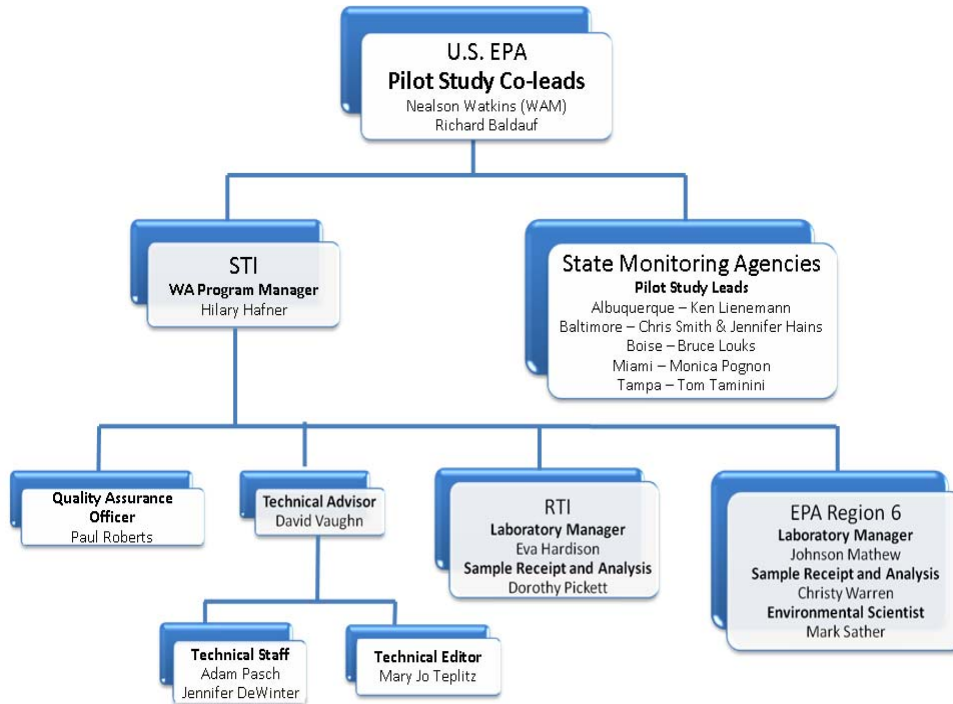 U.S. EPA
Pilot Study Co-leads
Nealson Watkins (WAM)
Richard Baldauf
STI
WA Program Manager
Hilary Hafner
State Monitoring Agencies
Pilot Study Leads
Albuquerque – Ken Lienemann
Baltimore – Chris Smith & Jennifer Hains
Boise – Bruce Louks
Miami – Monica Pognon
Tampa – Tom Taminini
Quality Assurance
Officer
Paul Roberts
Technical Advisor
David Vaughn
RTI
Laboratory Manager
Eva Hardison
Sample Receipt and Analysis
Dorothy Pickett
EPA Region 6
Laboratory Manager
Johnson Mathew
Sample Receipt and Analysis
Christy Warren
Environmental Scientist
Mark Sather
Technical Staff
Adam Pasch
Jennifer DeWinter
Technical Editor
Mary Jo Teplitz